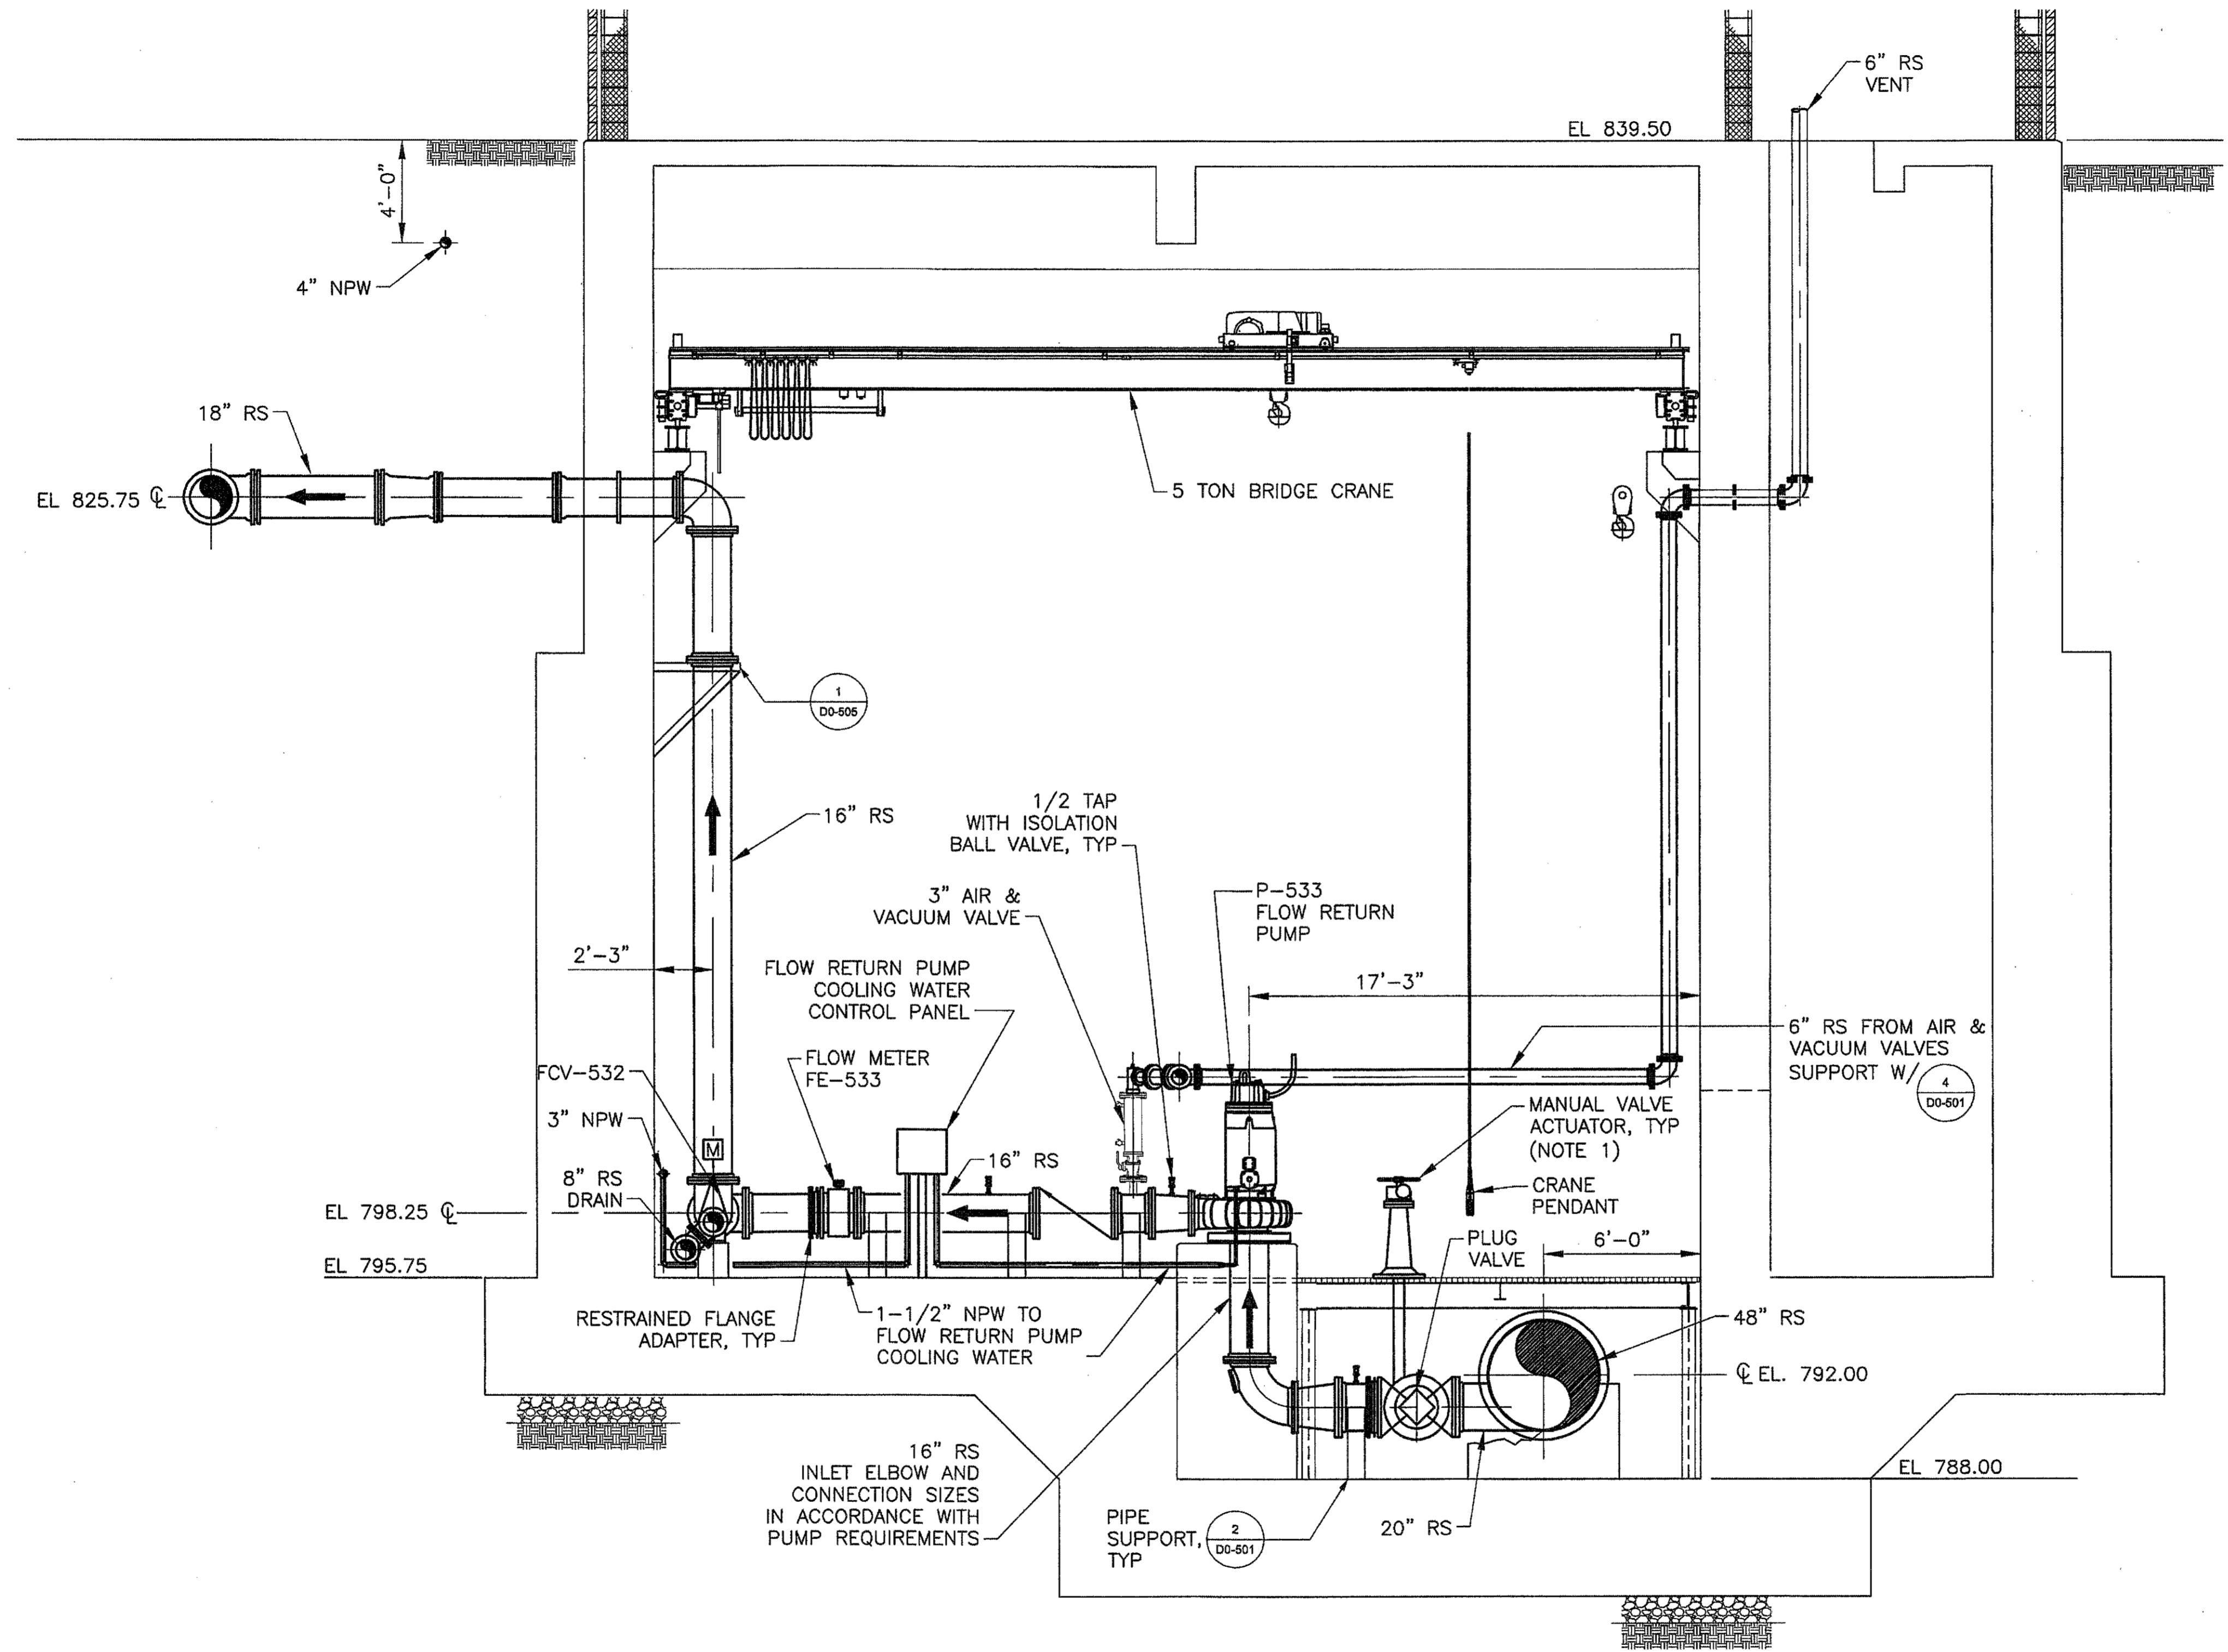 6" RS
VENT
EL 839.50
4'-0"
4" NPW
18" RS
EL 825.75 ℄
5 TON BRIDGE CRANE
1
D0-505
16" RS
1/2 TAP
WITH ISOLATION
BALL VALVE, TYP
3" AIR &
VACUUM VALVE
P-533
FLOW RETURN
PUMP
2'-3"
FLOW RETURN PUMP
COOLING WATER
CONTROL PANEL
17'-3"
6" RS FROM AIR &
VACUUM VALVES
SUPPORT W/
4
D0-501
FLOW METER
FE-533
FCV-532
3" NPW
M
8" RS
DRAIN
16" RS
MANUAL VALVE
ACTUATOR, TYP
(NOTE 1)
CRANE
PENDANT
EL 798.25 ℄
PLUG
VALVE
6'-0"
EL 795.75
RESTRAINED FLANGE
ADAPTER, TYP
1-1/2" NPW TO
FLOW RETURN PUMP
COOLING WATER
48" RS
℄ EL. 792.00
16" RS
INLET ELBOW AND
CONNECTION SIZES
IN ACCORDANCE WITH
PUMP REQUIREMENTS
EL 788.00
PIPE
SUPPORT,
TYP
2
D0-501
20" RS